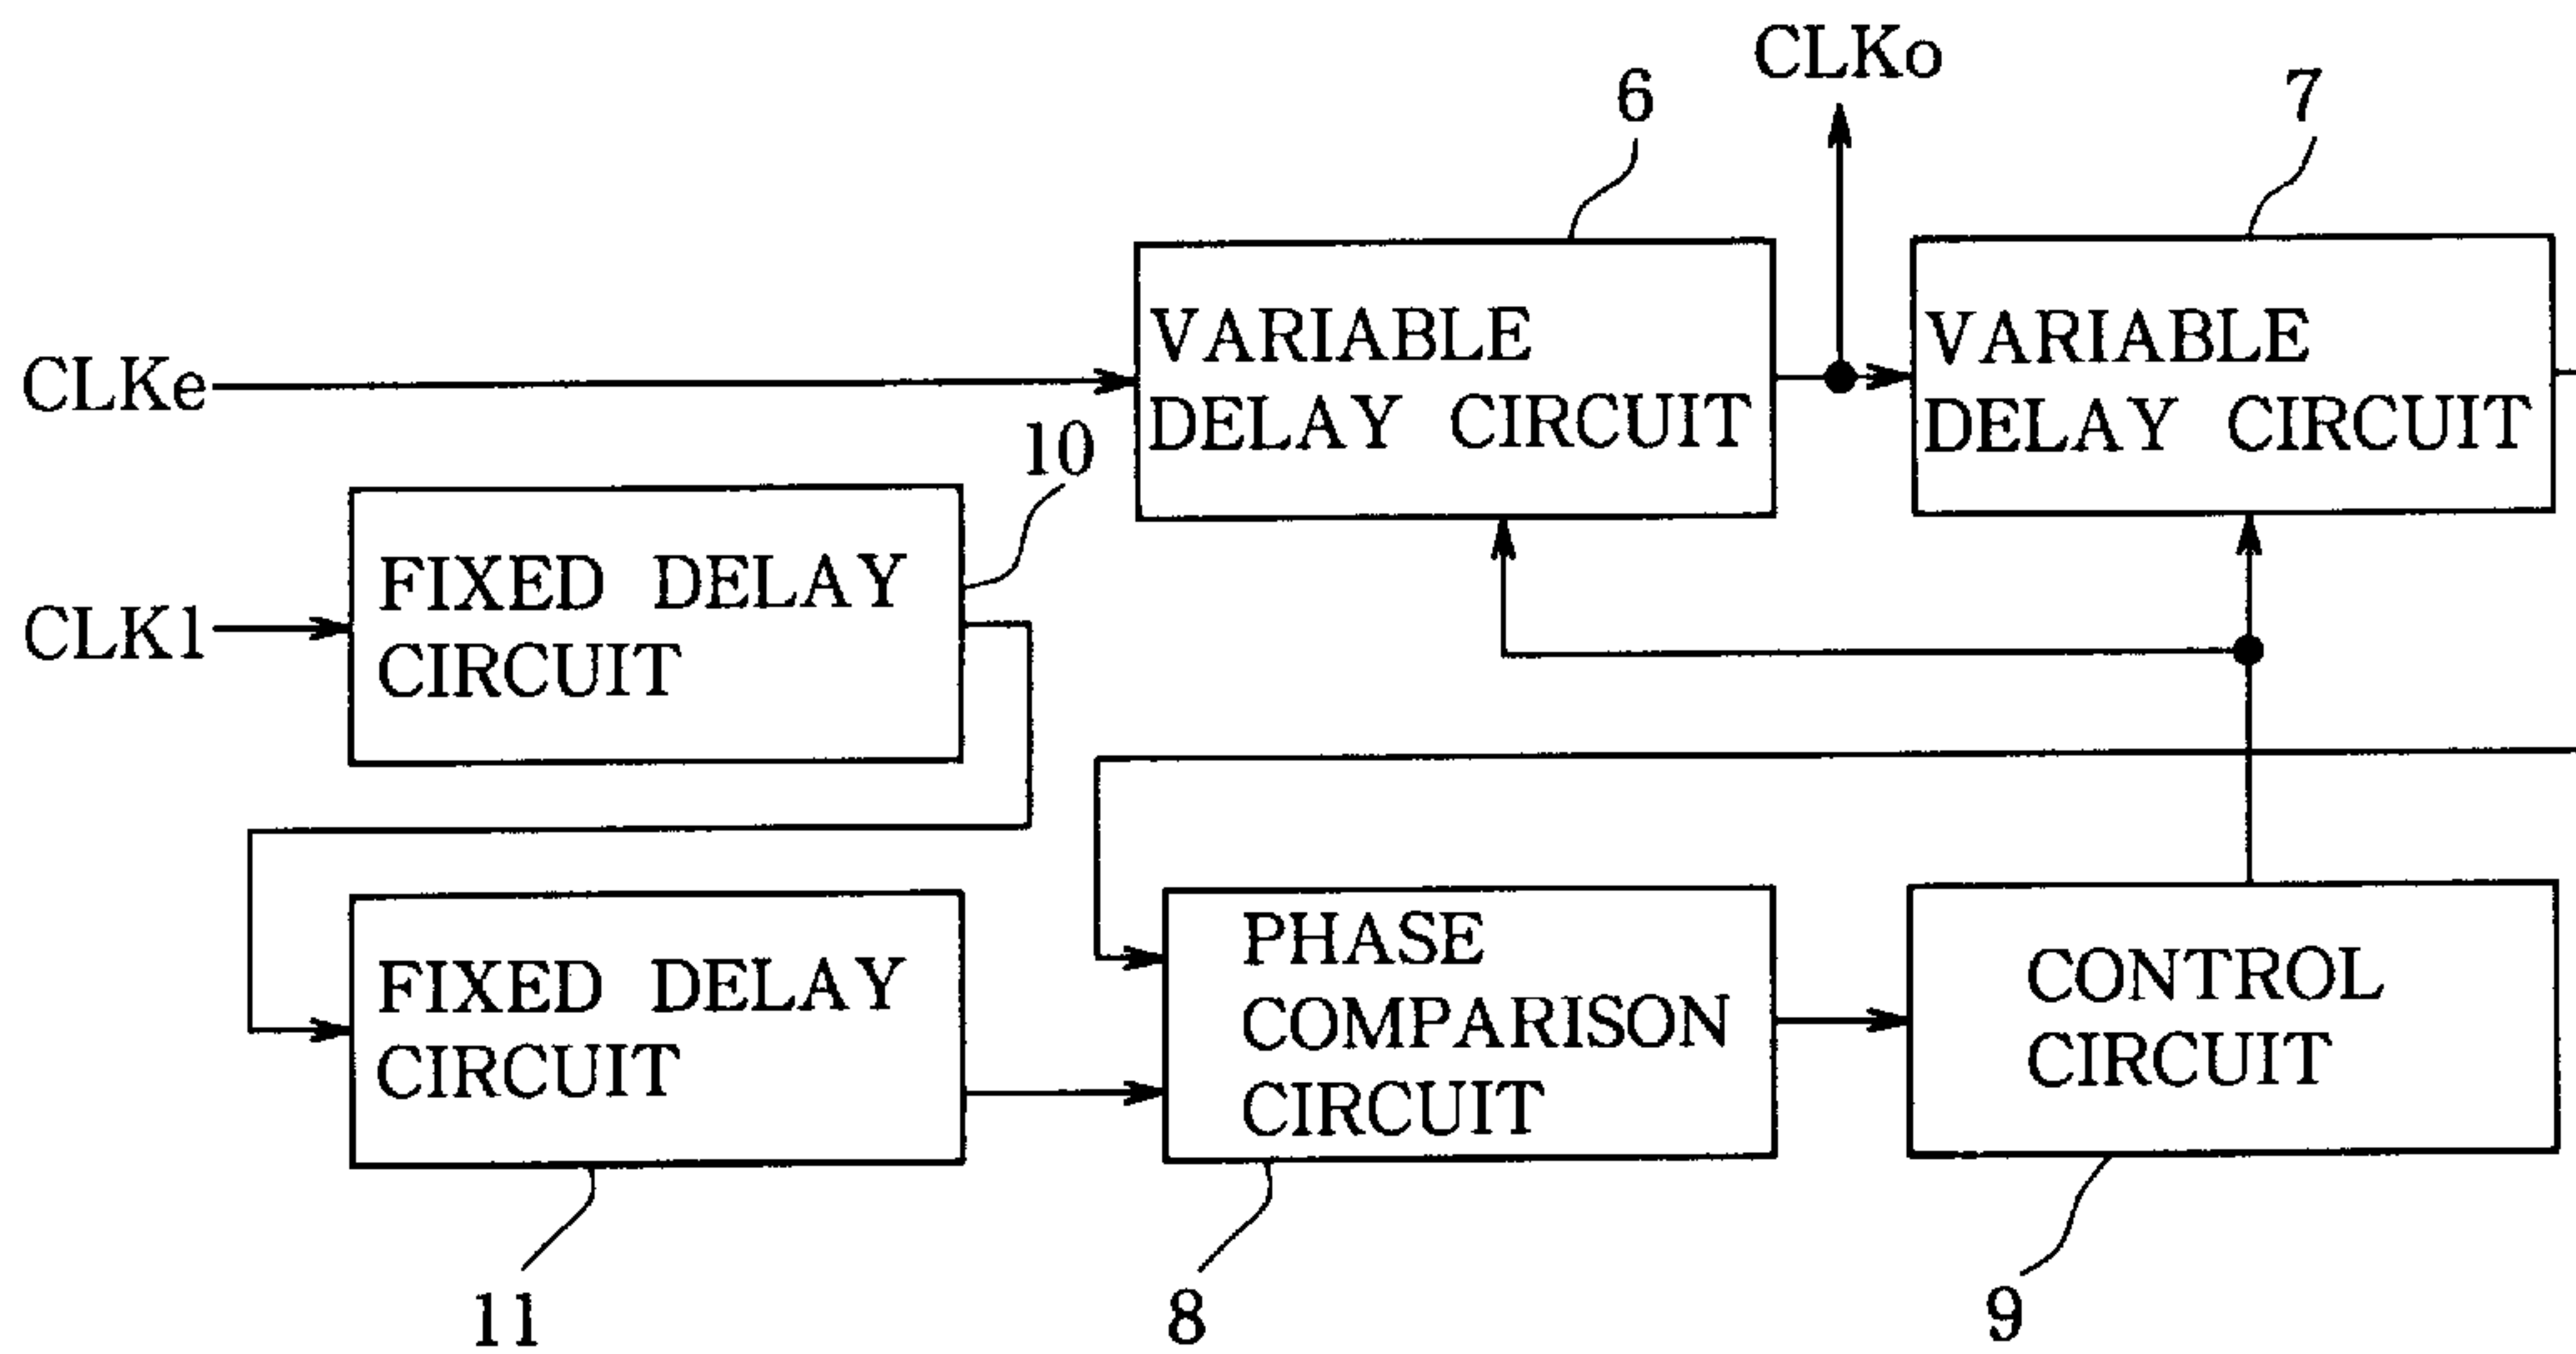 CLKo
6
7
VARIABLE
DELAY CIRCUIT
VARIABLE
DELAY CIRCUIT
CLKe
10
FIXED DELAY
CIRCUIT
CLKl
FIXED DELAY
CIRCUIT
PHASE
COMPARISON
CIRCUIT
CONTROL
CIRCUIT
11
8
9